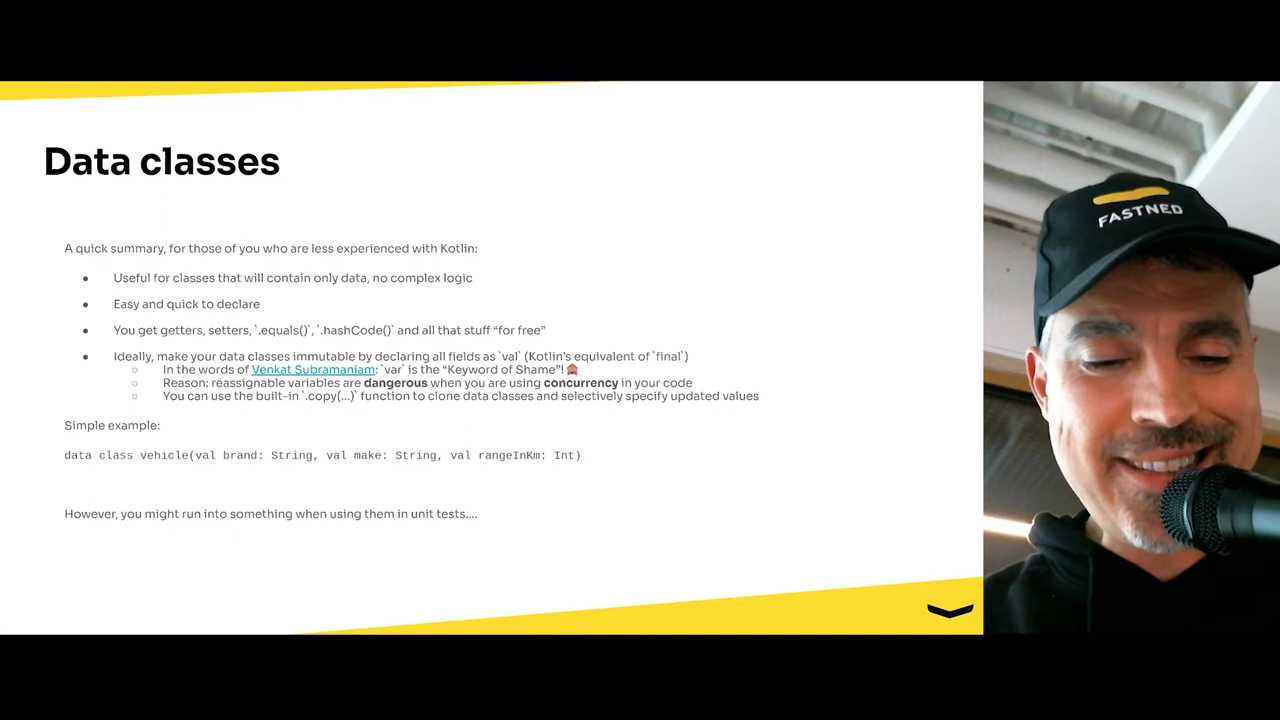 Data classes
A quick summary, for those of you who are less experienced with Kotlin:
● Useful for classes that will contain only data, no complex logic
● Easy and quick to declare
● You get getters, setters, `.equals()`, `.hashCode()` and all that stuff “for free”
● Ideally, make your data classes immutable by declaring all fields as `val` (Kotlin’s equivalent of `final`)
○ In the words of Venkat Subramaniam: `var` is the “Keyword of Shame”! 🙈
○ Reason: reassignable variables are dangerous when you are using concurrency in your code
○ You can use the built-in `.copy(…)` function to clone data classes and selectively specify updated values
Simple example:
data class vehicle(val brand: String, val make: String, val rangeInKm: Int)
However, you might run into something when using them in unit tests....
FASTNED